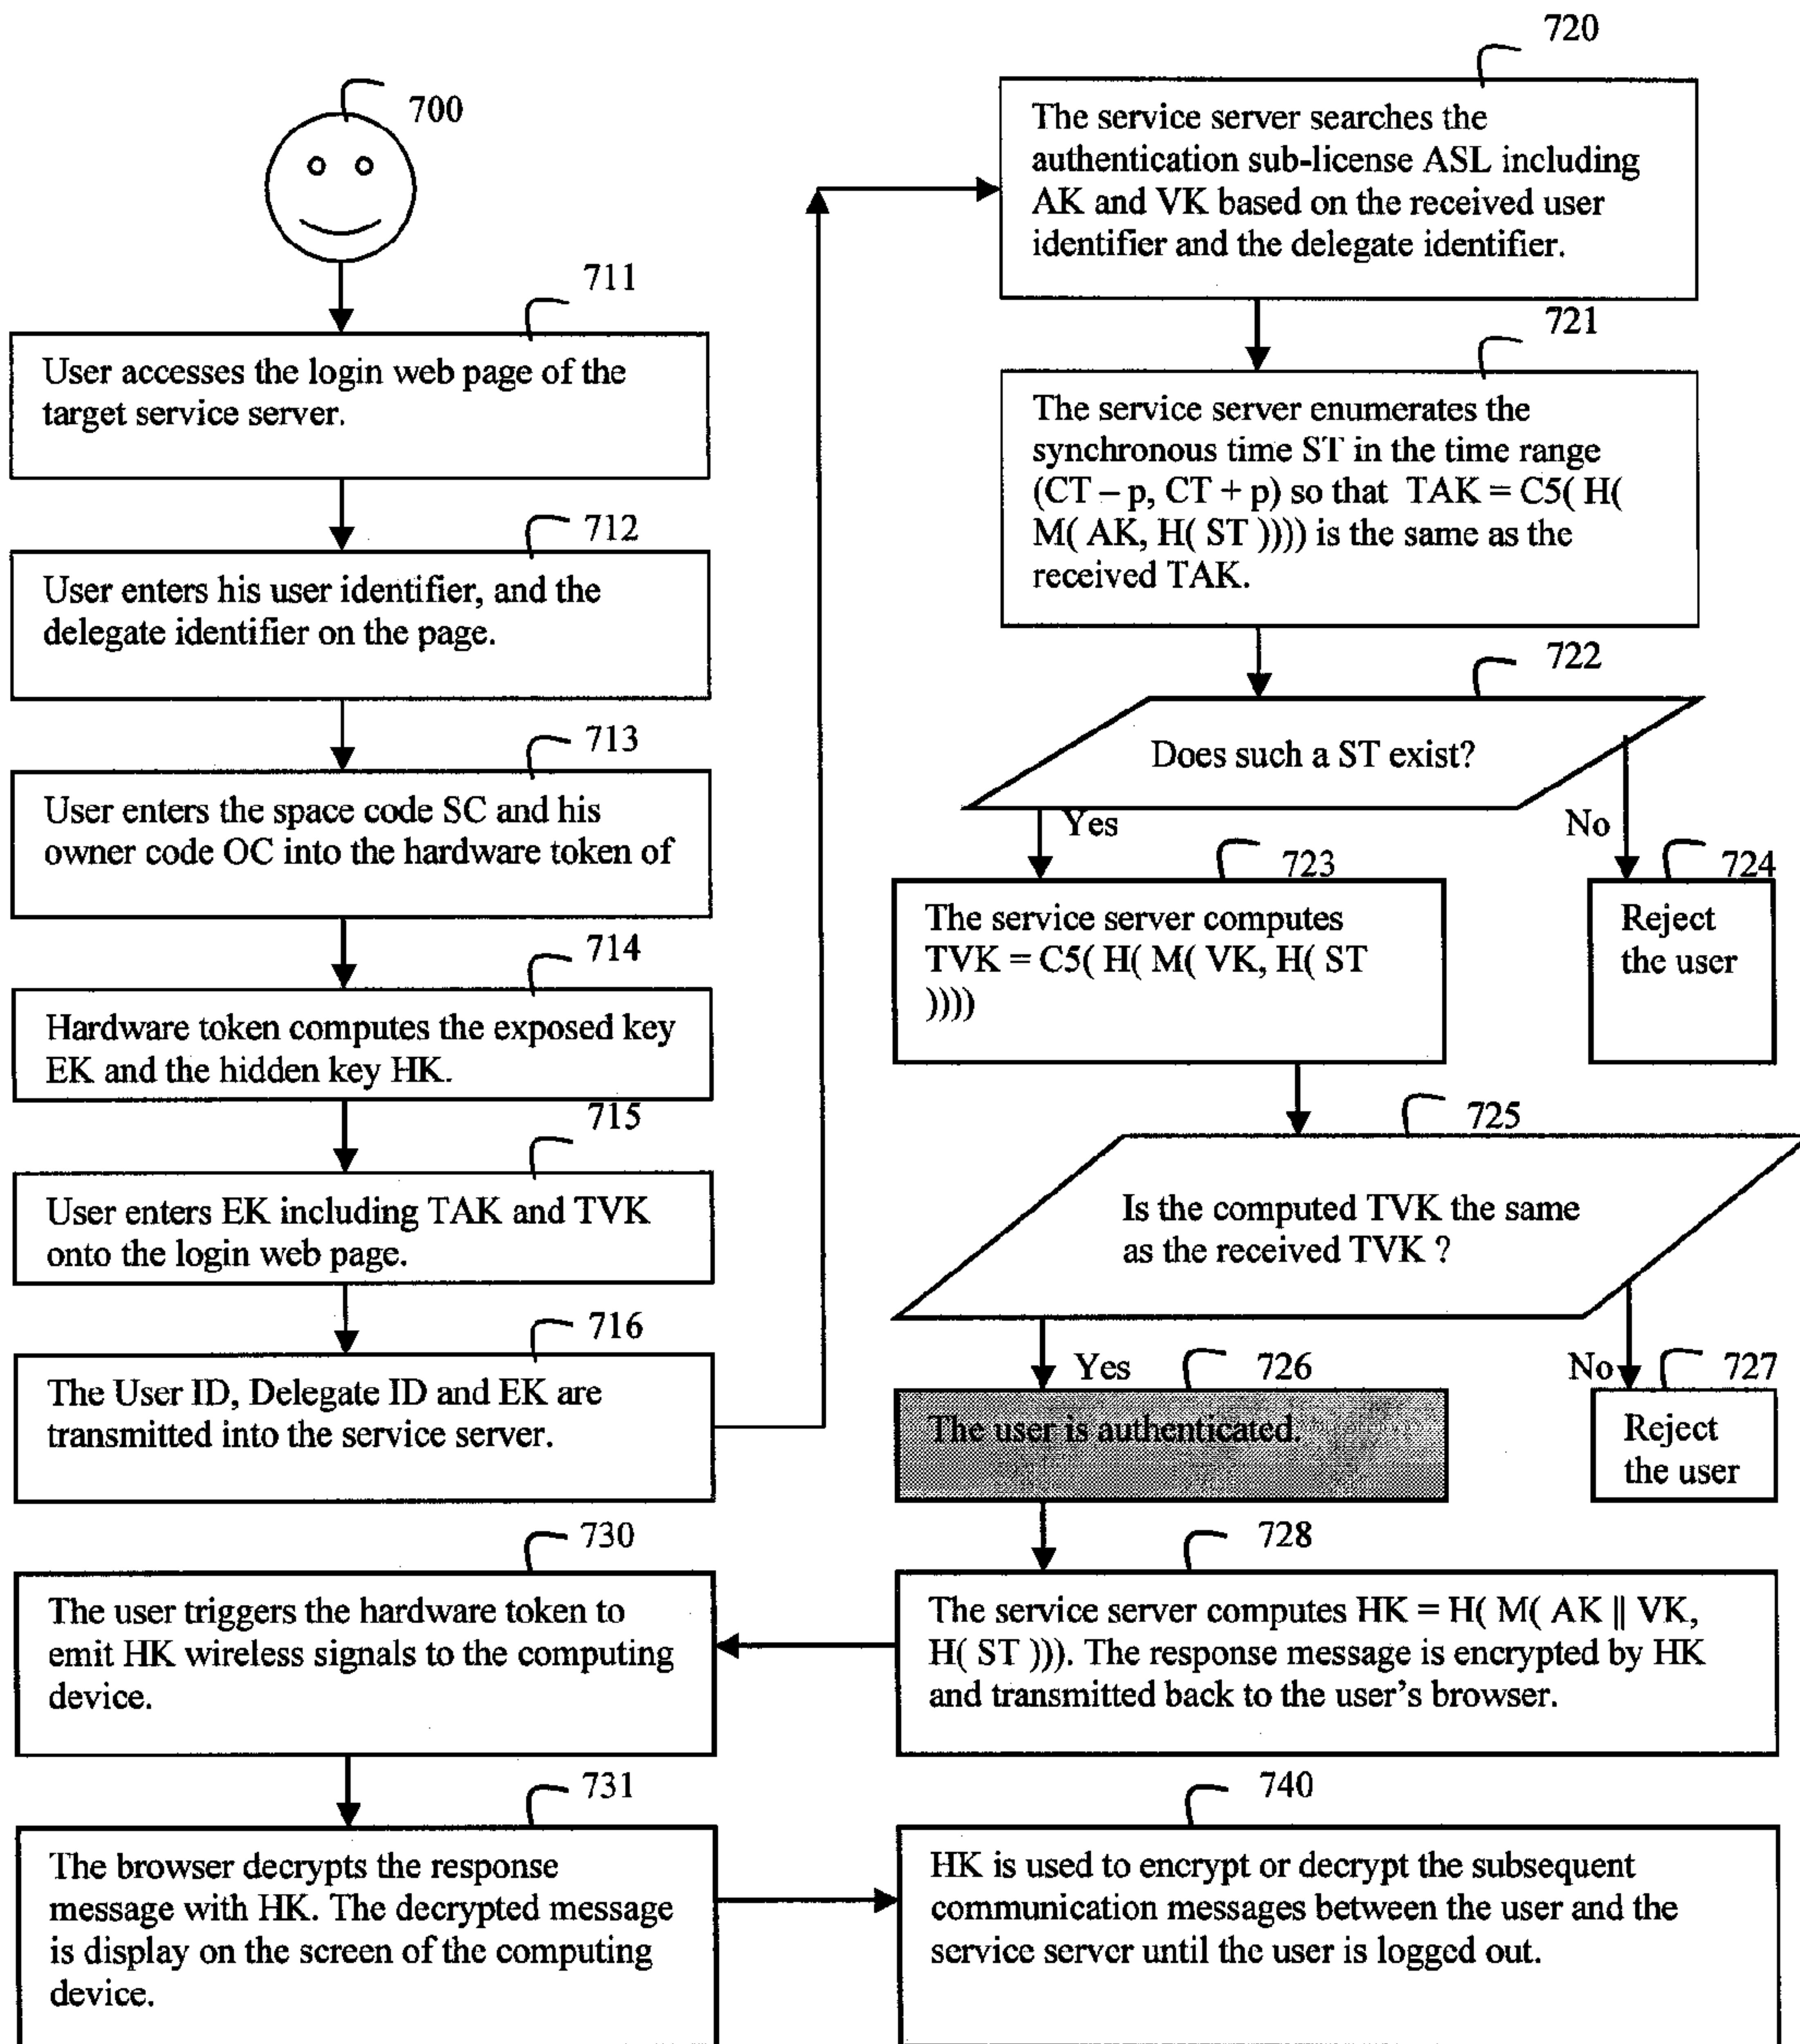 700
711
User accesses the login web page of the
target service server.
712
User enters his user identifier, and the
delegate identifier on the page.
713
User enters the space code SC and his
owner code OC into the hardware token of
714
Hardware token computes the exposed key
EK and the hidden key HK.
715
User enters EK including TAK and TVK
onto the login web page.
716
The User ID, Delegate ID and EK are
transmitted into the service server.
720
The service server searches the
authentication sub-license ASL including
AK and VK based on the received user
identifier and the delegate identifier.
721
The service server enumerates the
synchronous time ST in the time range
(CT – p, CT + p) so that TAK = C5( H(
M( AK, H( ST )))) is the same as the
received TAK.
722
Does such a ST exist?
Yes
No
723
The service server computes
TVK = C5( H( M( VK, H( ST
))))
724
Reject
the user
725
Is the computed TVK the same
as the received TVK ?
Yes
No
726
The user is authenticated.
727
Reject
the user
728
The service server computes HK = H( M( AK || VK,
H( ST ))). The response message is encrypted by HK
and transmitted back to the user's browser.
730
The user triggers the hardware token to
emit HK wireless signals to the computing
device.
731
The browser decrypts the response
message with HK. The decrypted message
is display on the screen of the computing
device.
740
HK is used to encrypt or decrypt the subsequent
communication messages between the user and the
service server until the user is logged out.